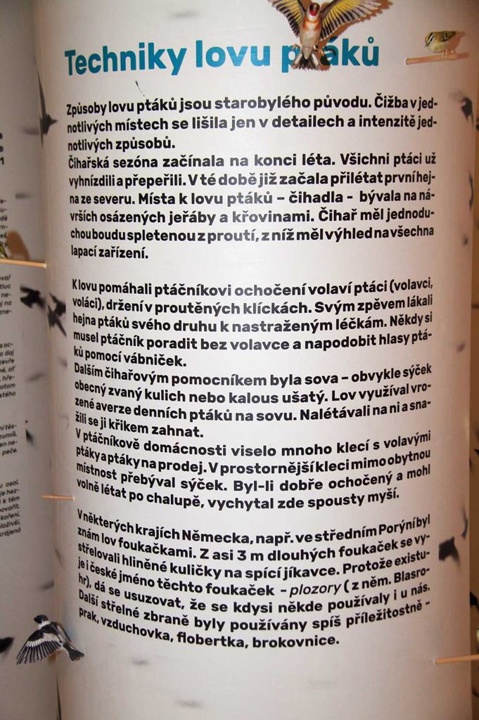 Techniky lovu ptáků
Způsoby lovu ptáků jsou starobylého původu. Čižba v jed-
notlivých místech se lišila jen v detailech a intenzitě jed-
notlivých způsobů.
Čihařská sezóna začínala na konci léta. Všichni ptáci už
vyhnízdili a přepeřili. V té době již začala přilétat první hej-
na ze severu. Místa k lovu ptáků – čihadla - bývala na ná-
vrších osázených jeřáby a křovinami. Čihař měl jednodu-
chou boudu spletenou z proutí, z níž měl výhled na všechna
lapací zařízení.
K lovu pomáhali ptáčníkovi ochočení volaví ptáci (volavci,
voláci), držení v proutěných klíckách. Svým zpěvem lákali
hejna ptáků svého druhu k nastraženým léčkám. Někdy si
musel ptáčník poradit bez volavce a napodobit hlasy ptá-
ků pomocí vábniček.
Dalším čihařovým pomocníkem byla sova – obvykle sýček
obecný zvaný kulich nebo kalous ušatý. Lov využíval vro-
zené averze denních ptáků na sovu. Nalétávali na ni a sna-
žili se ji křikem zahnat.
V ptáčníkově domácnosti viselo mnoho klecí s volavými
ptáky a ptáky na prodej. V prostornější kleci mimo obytnou
místnost přebýval sýček. Byl-li dobře ochočený a mohl
volně létat po chalupě, vychytal zde spousty myší.
V některých krajích Německa, např. ve středním Porýní byl
znám lov foukačkami. Z asi 3 m dlouhých foukaček se vy-
střelovali hliněné kuličky na spící jíkavce. Protože existu-
je i české jméno těchto foukaček - plozory ( z něm. Blasro-
hr), dá se usuzovat, že se kdysi někde používaly i u nás.
Další střelné zbraně byly používány spíš příležitostně -
prak, vzduchovka, flobertka, brokovnice.